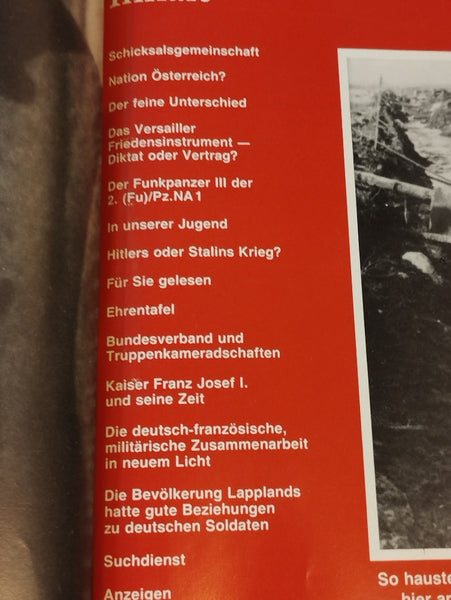 Schicksalsgemeinschaft
Nation Österreich?
Der feine Unterschied
Das Versailler
Friedensinstrument —
Diktat oder Vertrag?
Der Funkpanzer III der
2. (Fu)/Pz.NA 1
In unserer Jugend
Hitlers oder Stalins Krieg?
Für Sie gelesen
Ehrentafel
Bundesverband und
Truppenkameradschaften
Kaiser Franz Josef I.
und seine Zeit
Die deutsch-französische,
militärische Zusammenarbeit
in neuem Licht
Die Bevölkerung Lapplands
hatte gute Beziehungen
zu deutschen Soldaten
Suchdienst
Anzeigen
So hauste
hier